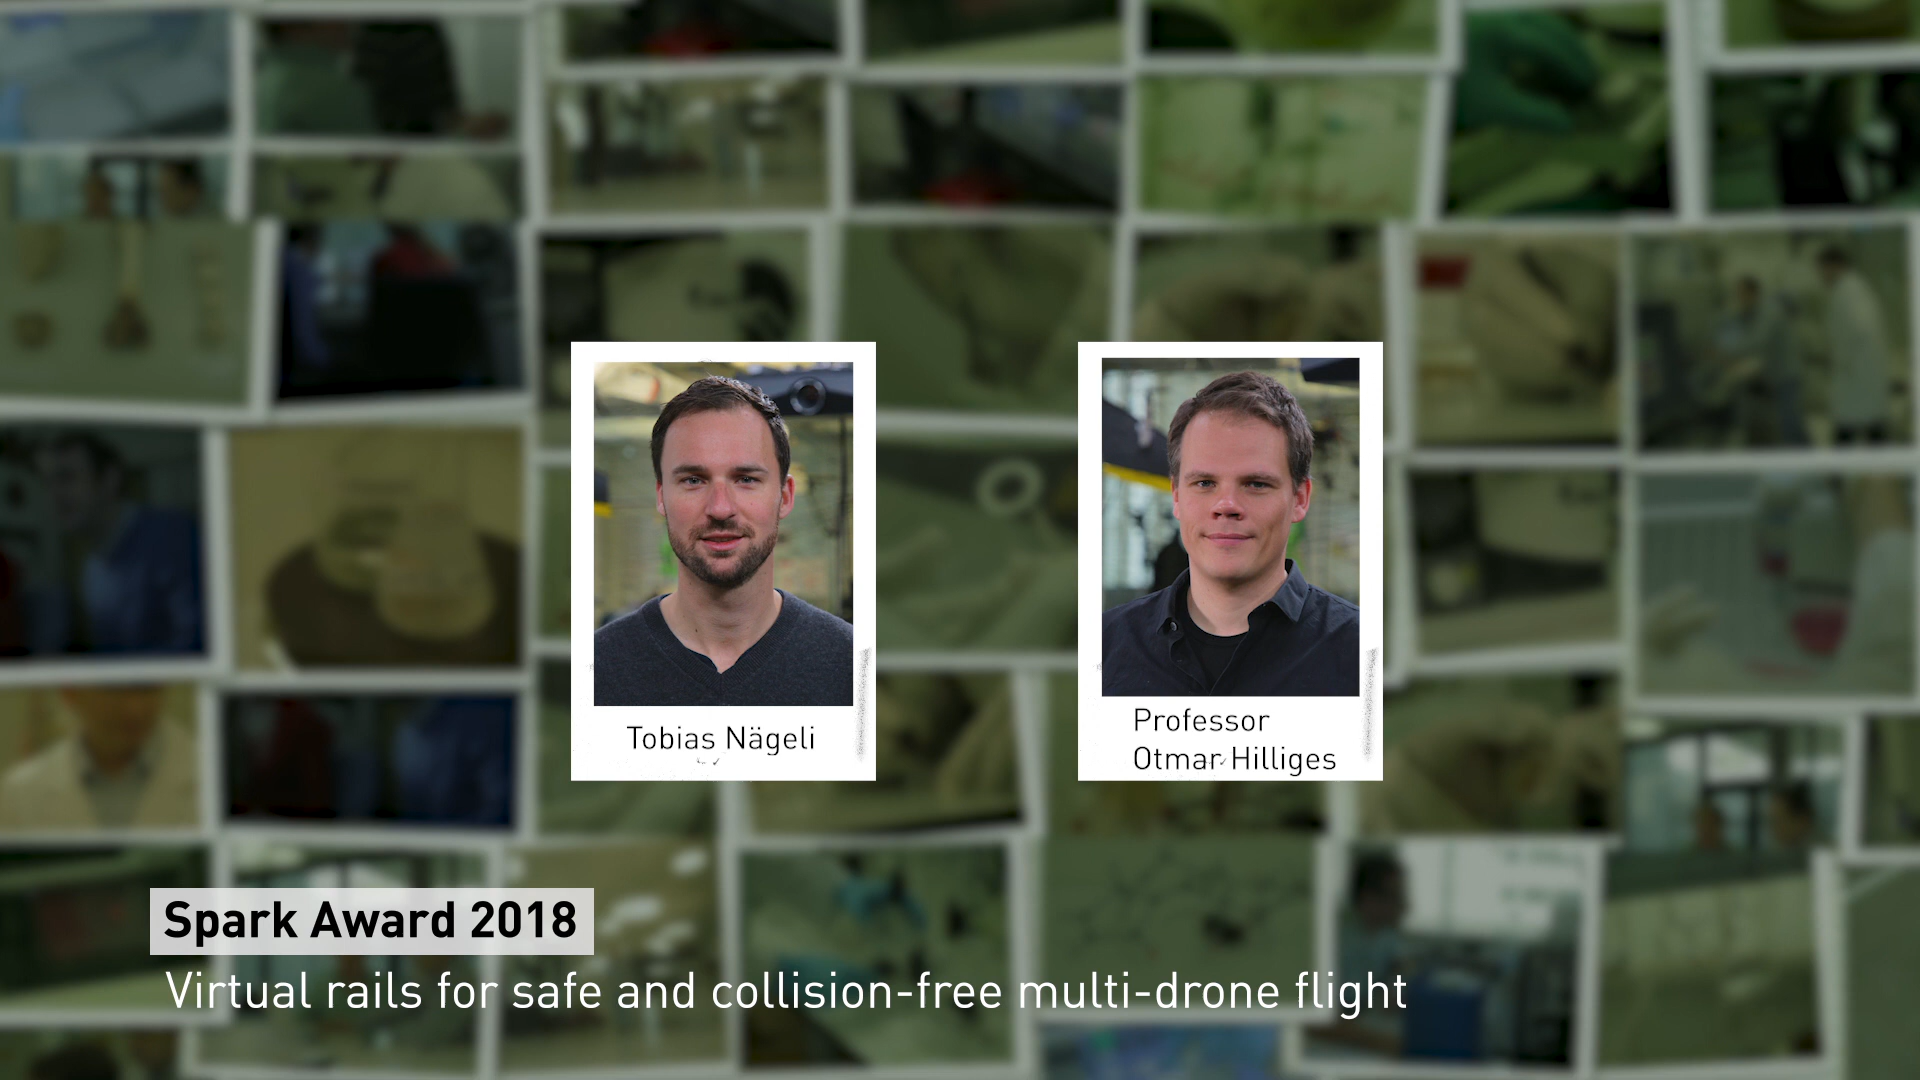 Tobias Nägeli
Professor
Otmar Hilliges
Spark Award 2018
Virtual rails for safe and collision-free multi-drone flight